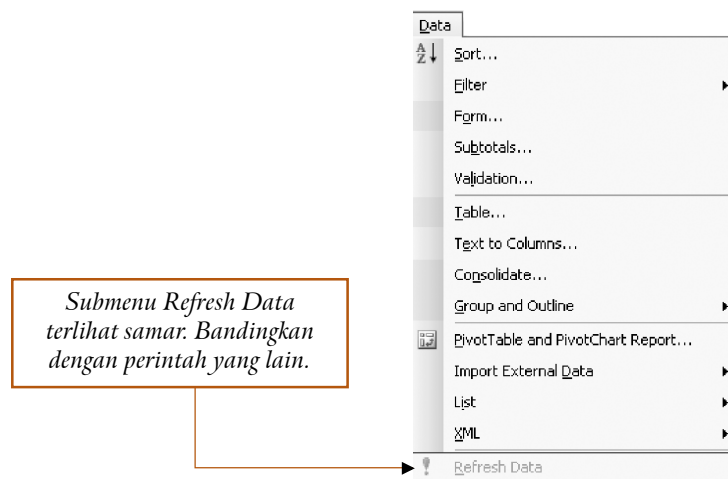 Data
Sort...
Filter
Form...
Subtotals...
Validation...
Table...
Text to Columns...
Consolidate...
Group and Outline
PivotTable and PivotChart Report...
Import External Data
List
XML
Refresh Data
Submenu Refresh Data
terlihat samar. Bandingkan
dengan perintah yang lain.